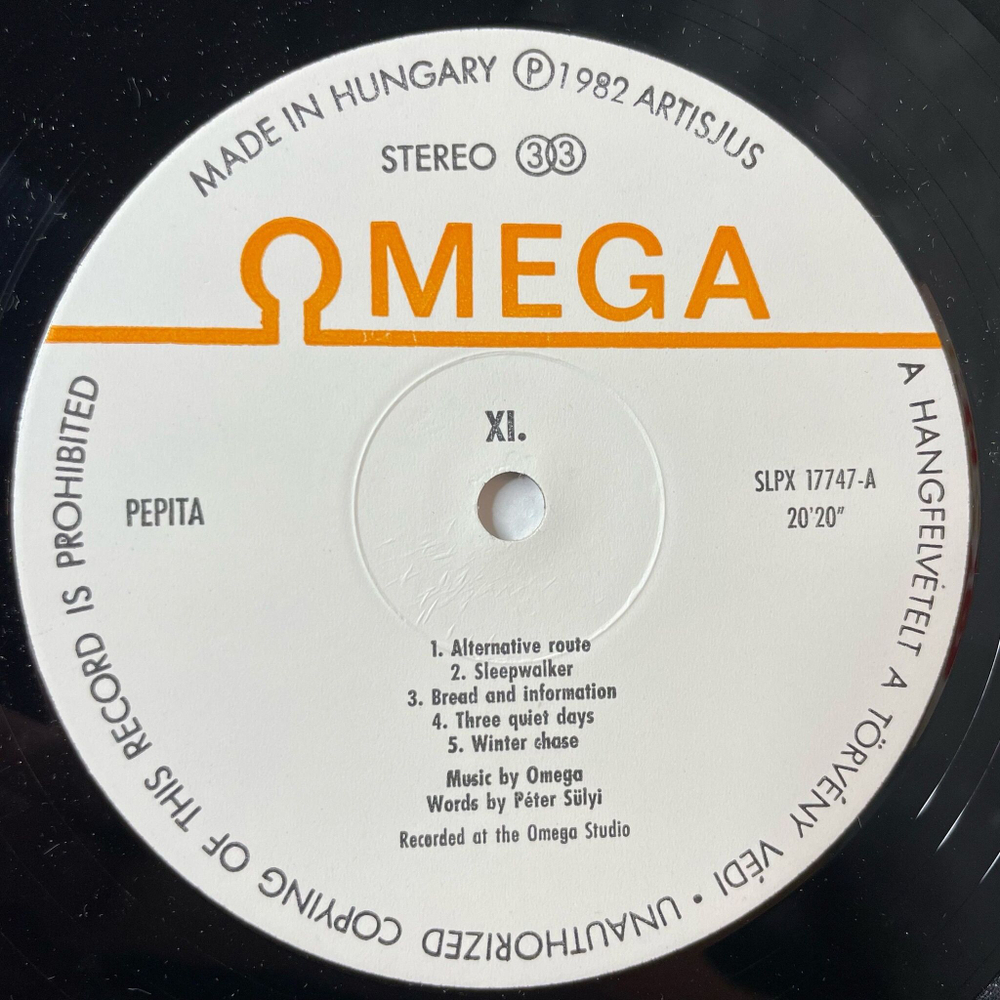 MADE IN HUNGARY Ⓟ 1982 ARTISJUS
STEREO 33
ΩMEGA
XI.
PEPITA
SLPX 17747-A
20'20"
1. Alternative route
2. Sleepwalker
3. Bread and information
4. Three quiet days
5. Winter chase
Music by Omega
Words by Péter Sülyi
Recorded at the Omega Studio
A HANGFELVÉTELT A TÖRVÉNY VÉDI • UNAUTHORIZED COPYING OF THIS RECORD IS PROHIBITED